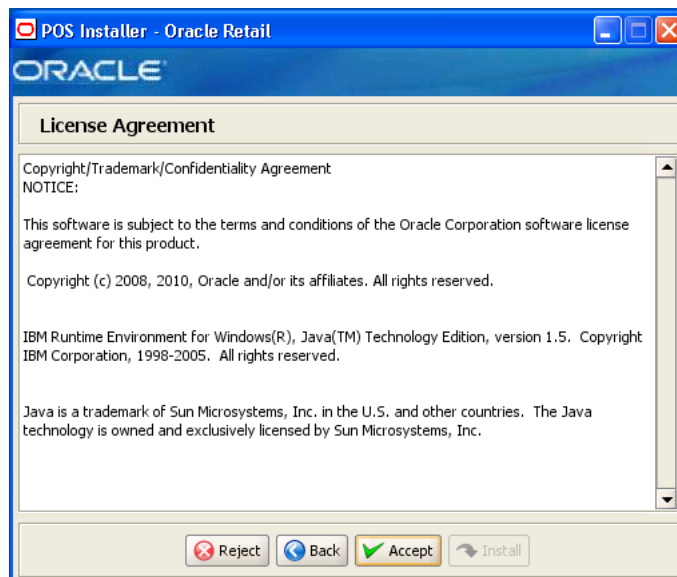 POS Installer - Oracle Retail
ORACLE
License Agreement
Copyright/Trademark/Confidentiality Agreement
NOTICE:
This software is subject to the terms and conditions of the Oracle Corporation software license
agreement for this product.
Copyright (c) 2008, 2010, Oracle and/or its affiliates. All rights reserved.
IBM Runtime Environment for Windows(R), Java(TM) Technology Edition, version 1.5.  Copyright
IBM Corporation, 1998-2005.  All rights reserved.
Java is a trademark of Sun Microsystems, Inc. in the U.S. and other countries.  The Java
technology is owned and exclusively licensed by Sun Microsystems, Inc.
Reject Back Accept Install